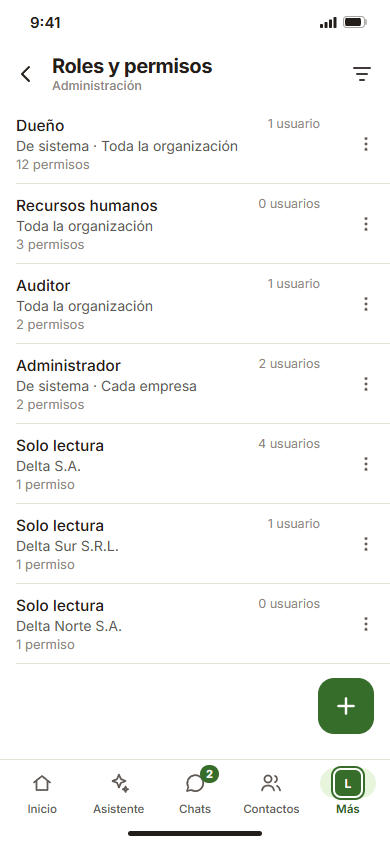 9:41
Roles y permisos
Administración
Dueño
1 usuario
De sistema · Toda la organización
12 permisos
Recursos humanos
0 usuarios
Toda la organización
3 permisos
Auditor
1 usuario
Toda la organización
2 permisos
Administrador
2 usuarios
De sistema · Cada empresa
2 permisos
Solo lectura
4 usuarios
Delta S.A.
1 permiso
Solo lectura
1 usuario
Delta Sur S.R.L.
1 permiso
Solo lectura
0 usuarios
Delta Norte S.A.
1 permiso
2
L
Inicio
Asistente
Chats
Contactos
Más